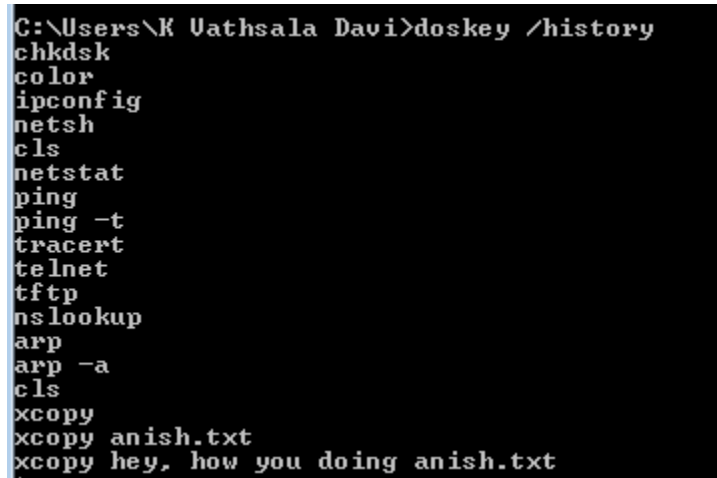 C:\Users\K Vathsala Davi>doskey /history
chkdsk
color
ipconfig
netsh
cls
netstat
ping
ping -t
tracert
telnet
tftp
nslookup
arp
arp -a
cls
xcopy
xcopy anish.txt
xcopy hey, how you doing anish.txt